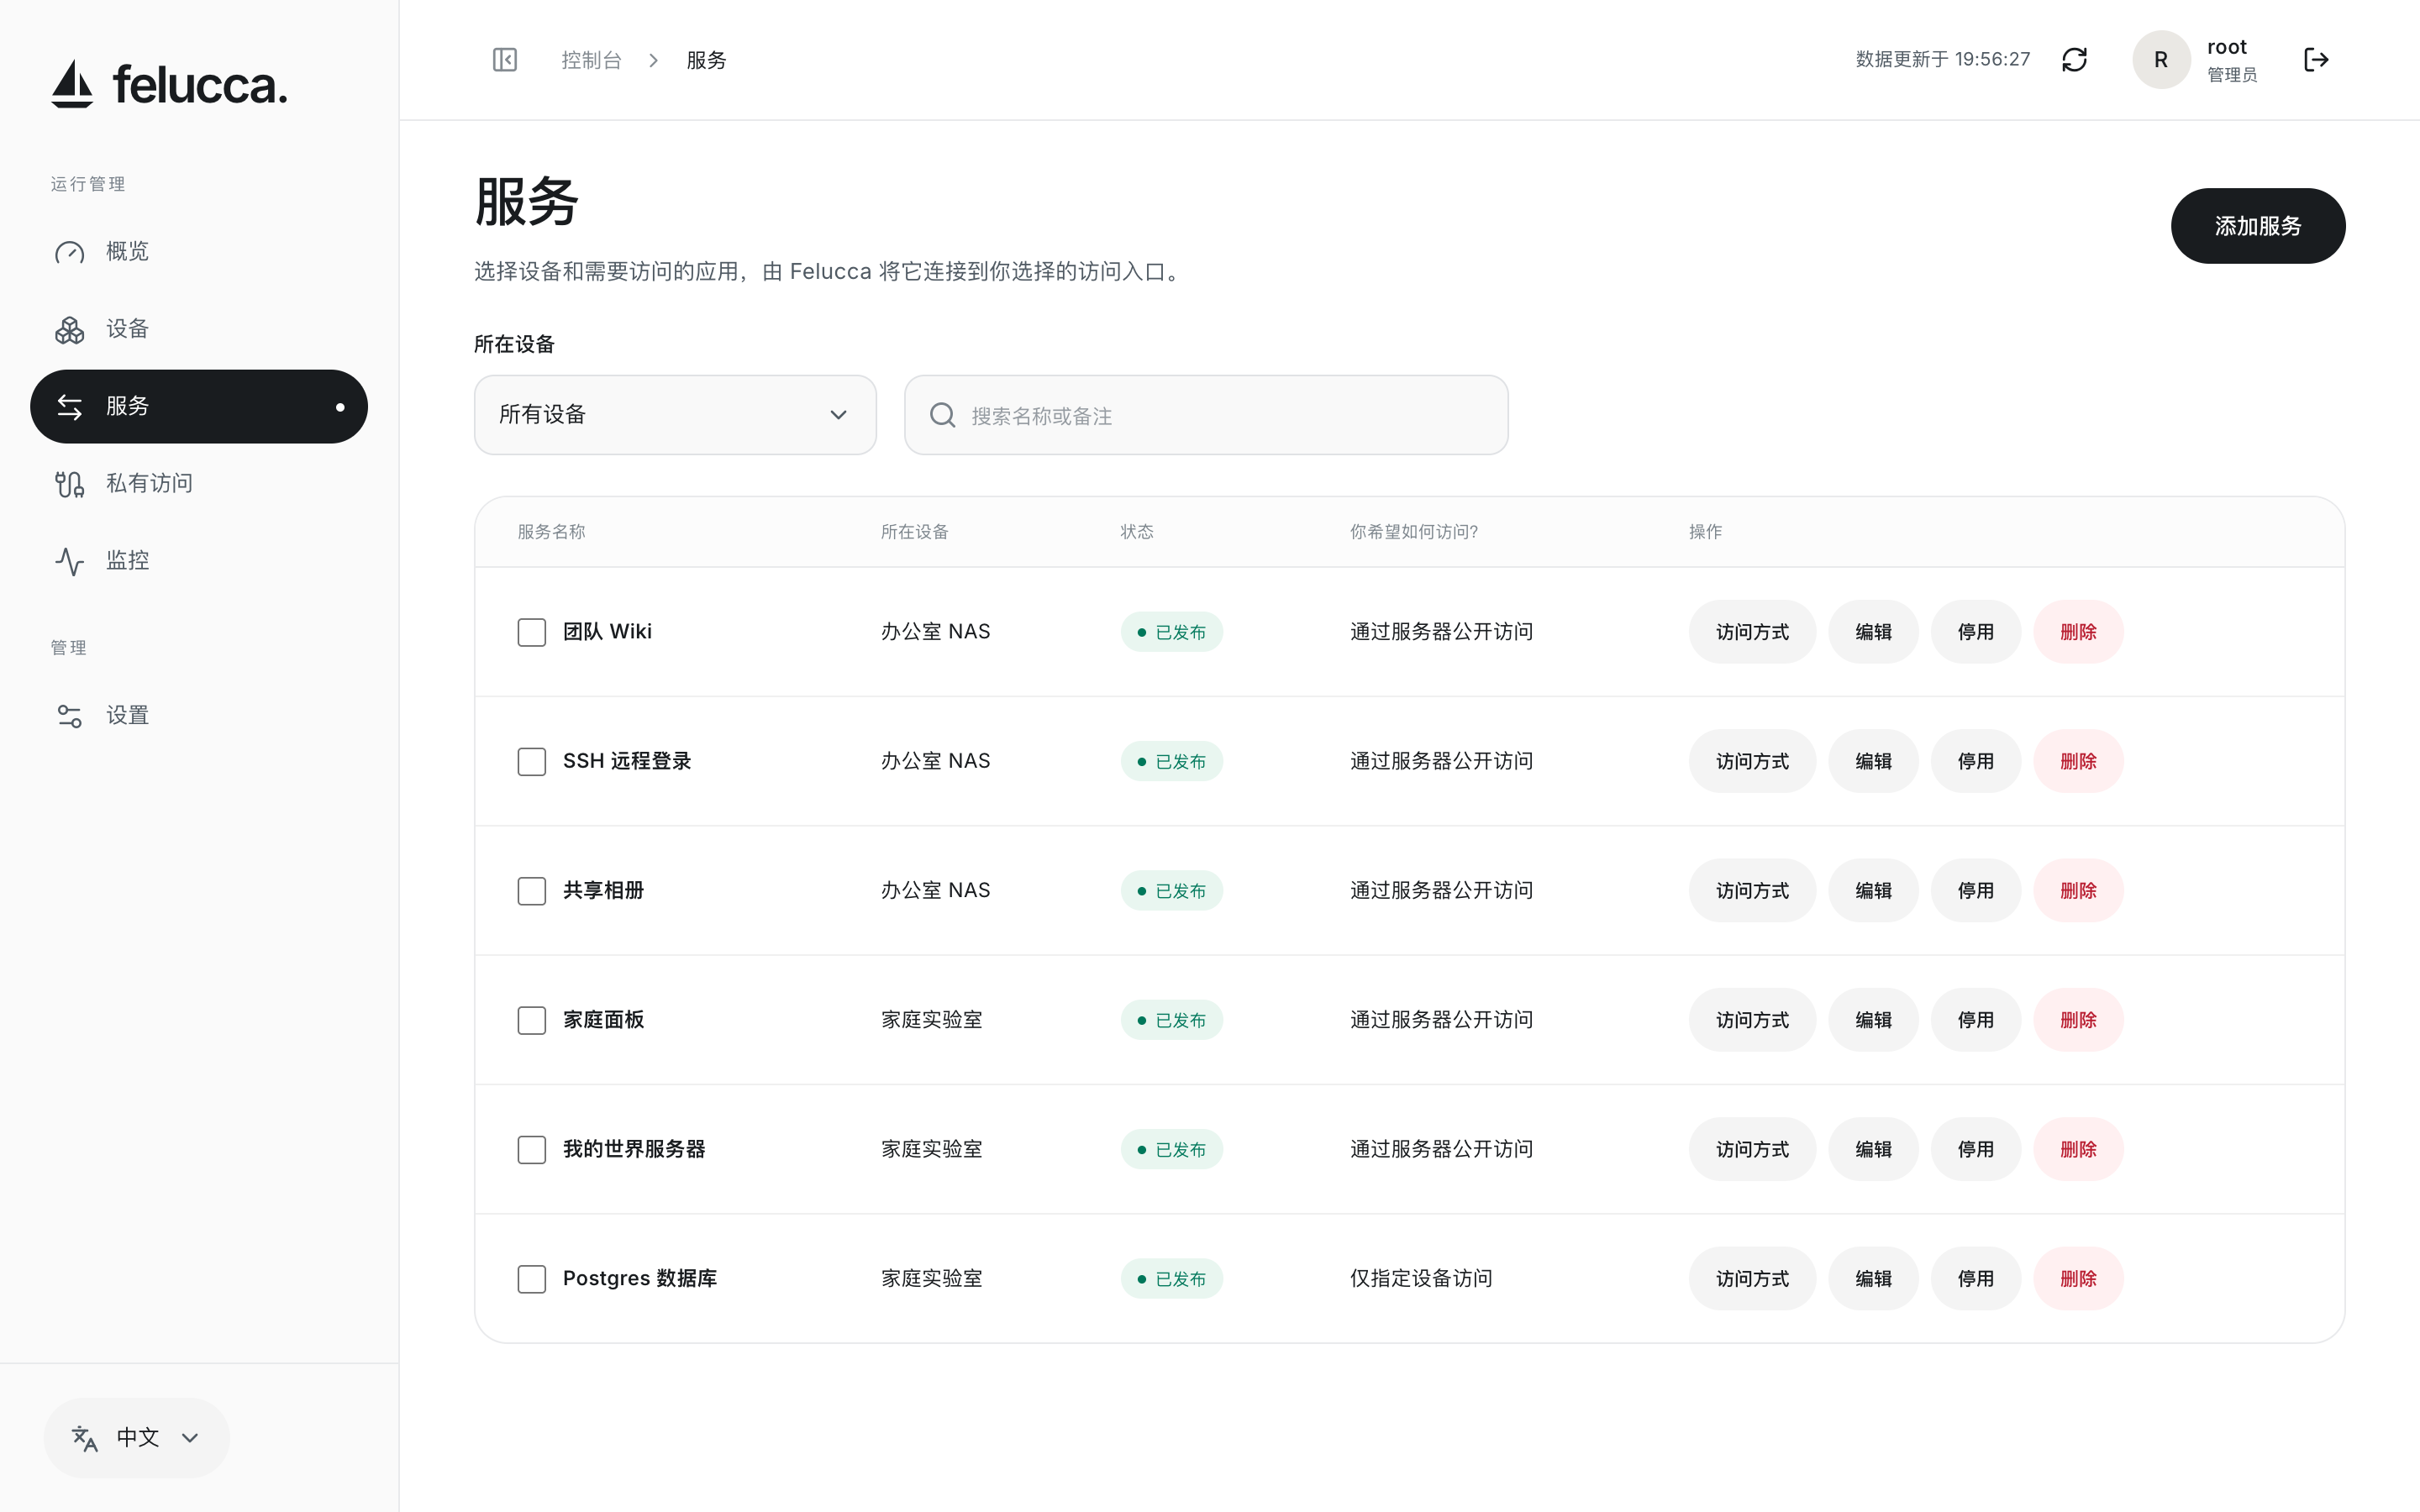 felucca.
运行管理
概览
设备
服务
私有访问
监控
管理
设置
中文
控制台 服务
数据更新于 19:56:27
R
root
管理员
服务
选择设备和需要访问的应用，由 Felucca 将它连接到你选择的访问入口。
添加服务
所在设备
所有设备
搜索名称或备注
服务名称 所在设备 状态 你希望如何访问? 操作
团队 Wiki 办公室 NAS 已发布 通过服务器公开访问 访问方式 编辑 停用 删除
SSH 远程登录 办公室 NAS 已发布 通过服务器公开访问 访问方式 编辑 停用 删除
共享相册 办公室 NAS 已发布 通过服务器公开访问 访问方式 编辑 停用 删除
家庭面板 家庭实验室 已发布 通过服务器公开访问 访问方式 编辑 停用 删除
我的世界服务器 家庭实验室 已发布 通过服务器公开访问 访问方式 编辑 停用 删除
Postgres 数据库 家庭实验室 已发布 仅指定设备访问 访问方式 编辑 停用 删除